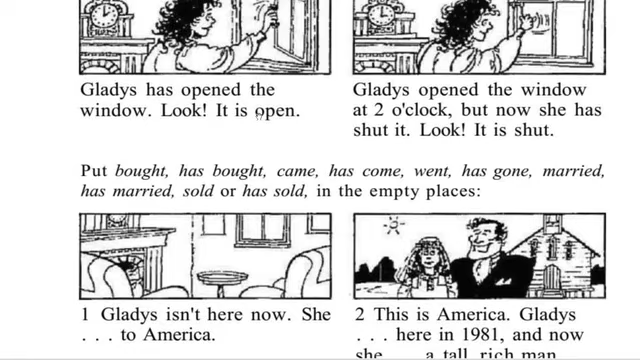 Gladys has opened the
window. Look! It is open.
Gladys opened the window
at 2 o'clock, but now she has
shut it. Look! It is shut.
Put bought, has bought, came, has come, went, has gone, married,
has married, sold or has sold, in the empty places:
1 Gladys isn't here now. She
. . . to America.
2 This is America. Gladys
. . . here in 1981, and now
she . . . a tall, rich man